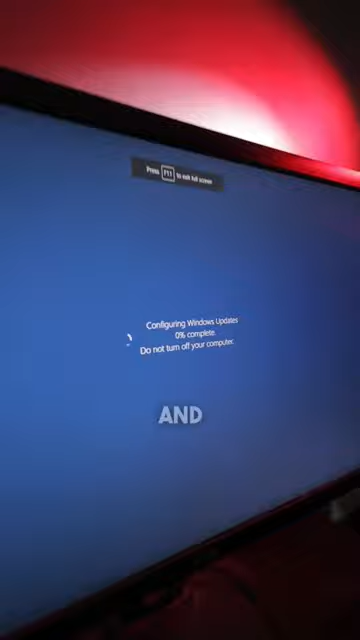 Press F11 to exit full screen
Configuring Windows Updates
0% complete.
Do not turn off your computer.
AND